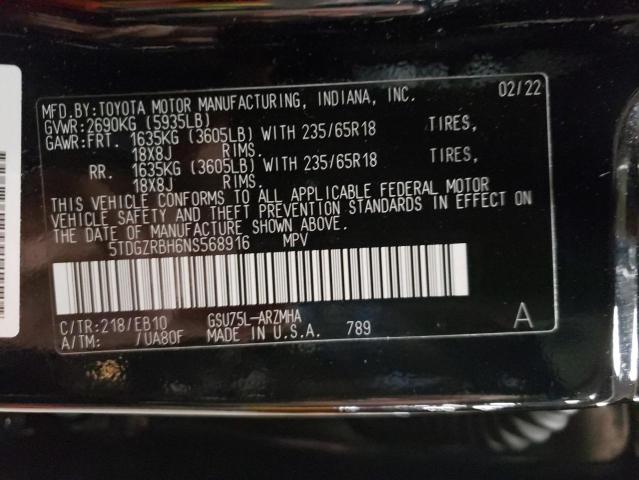 MFD.BY:TOYOTA MOTOR MANUFACTURING, INDIANA, INC. 02/22
GVWR:2690KG (5935LB)
GAWR:FRT. 1635KG (3605LB) WITH 235/65R18 TIRES,
18X8J RIMS.
RR. 1635KG (3605LB) WITH 235/65R18 TIRES,
18X8J RIMS.
THIS VEHICLE CONFORMS TO ALL APPLICABLE FEDERAL MOTOR
VEHICLE SAFETY AND THEFT PREVENTION STANDARDS IN EFFECT ON
THE DATE OF MANUFACTURE SHOWN ABOVE.
5TDGZRBH6NS568916 MPV
C/TR:218/EB10 GSU75L-ARZMHA
A/TM: /UA80F MADE IN U.S.A. 789 A